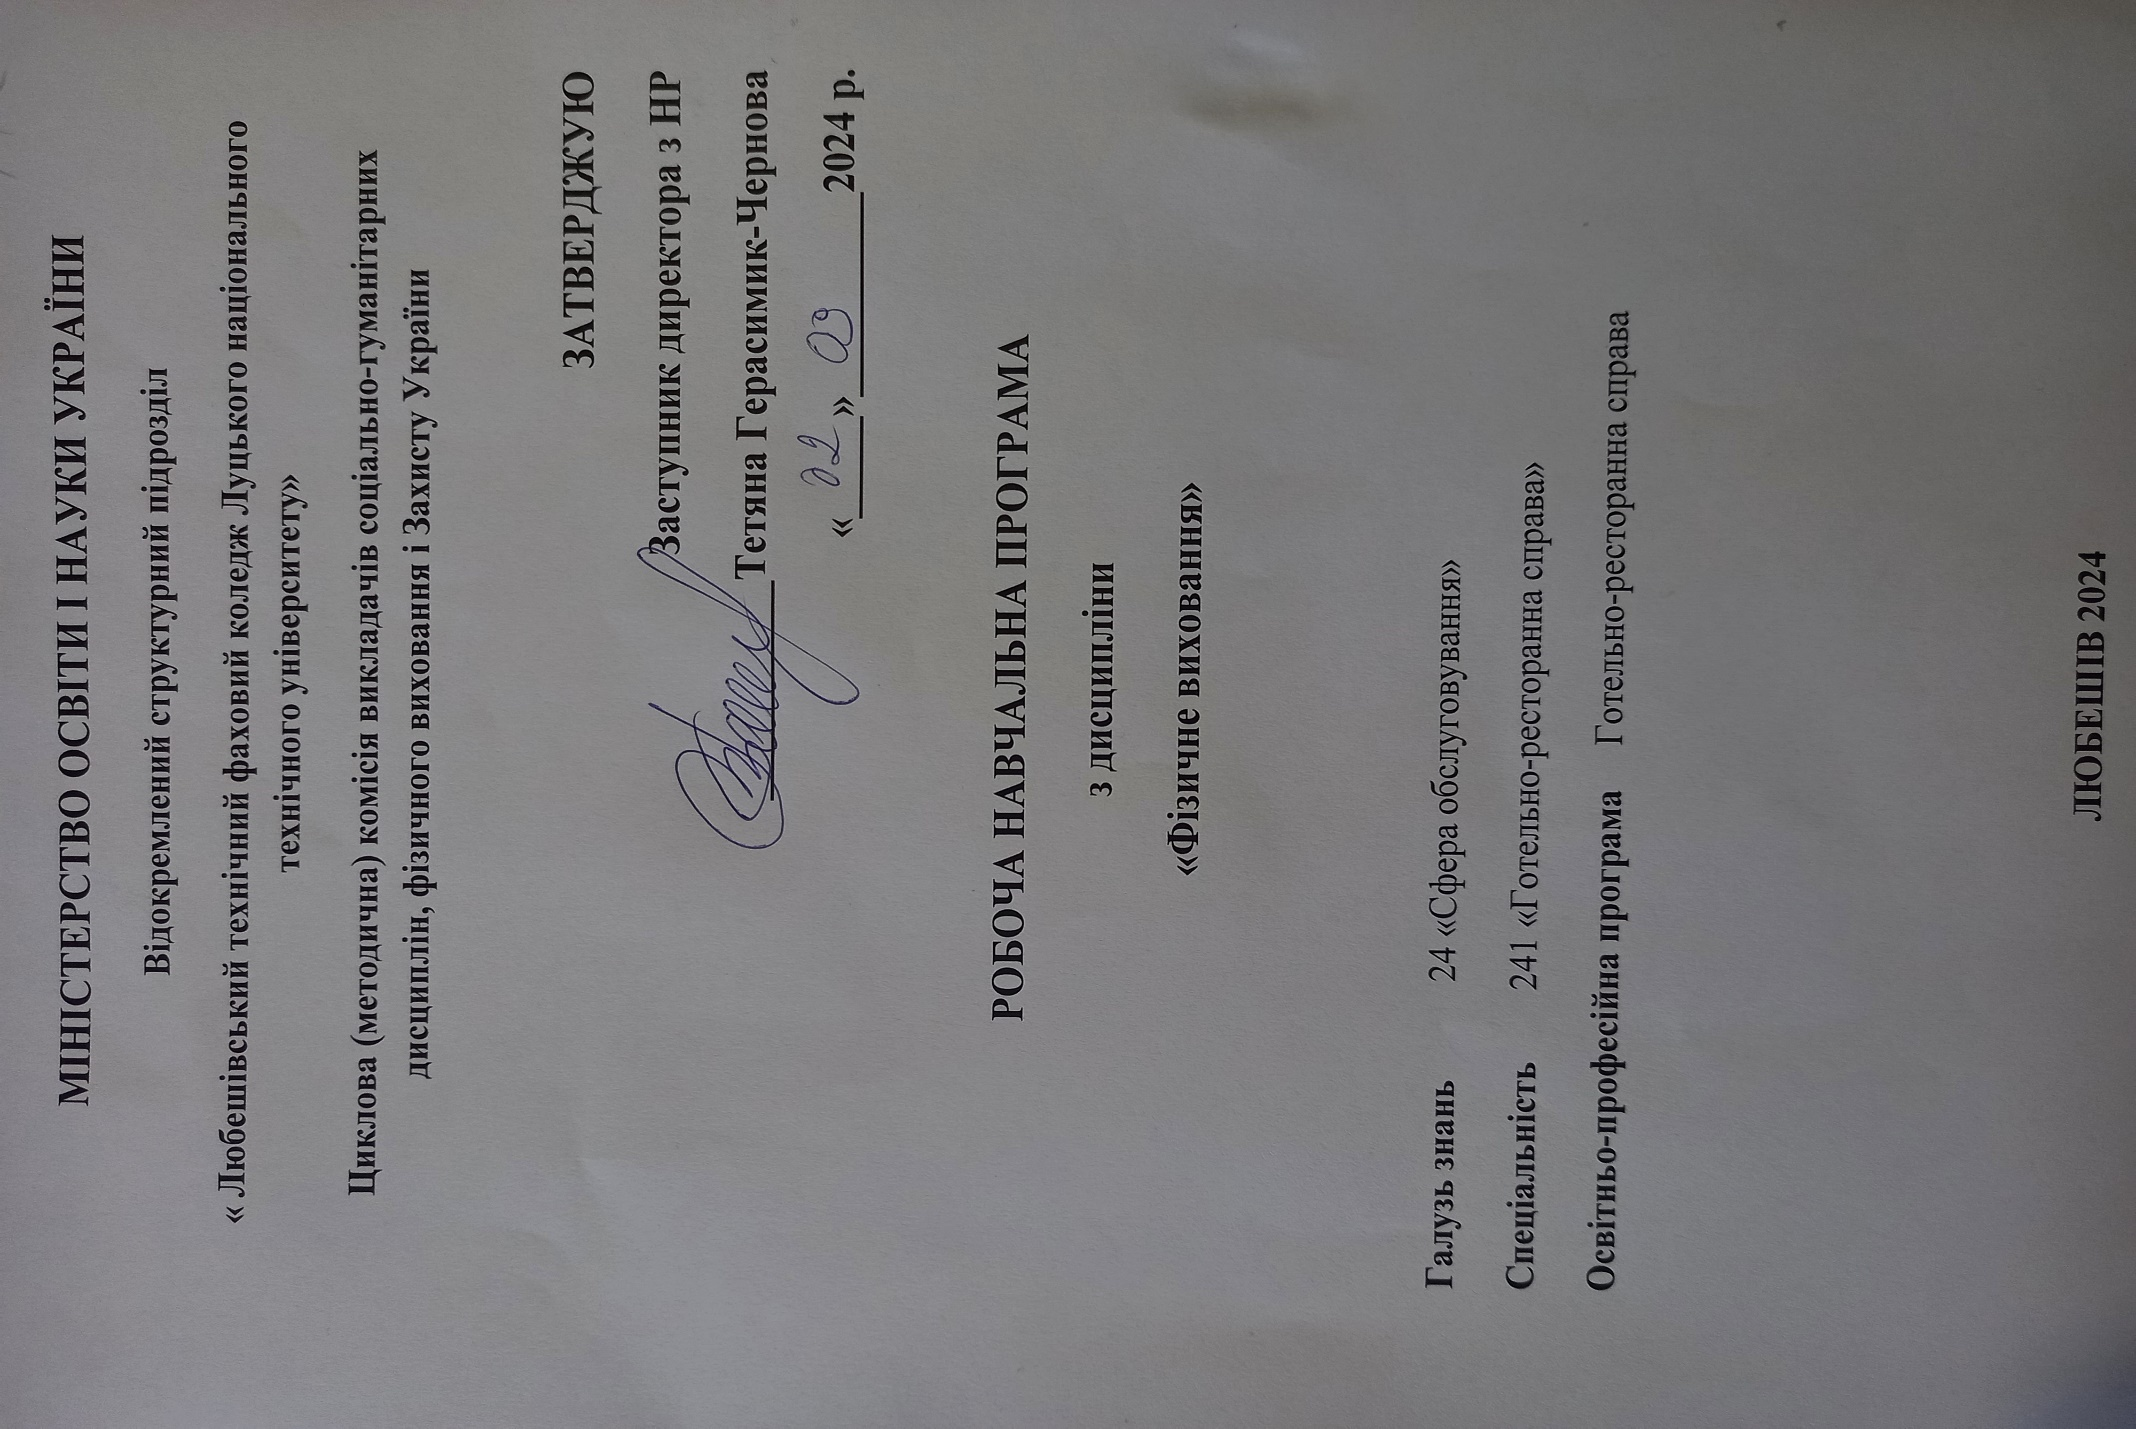 МІНІСТЕРСТВО ОСВІТИ І НАУКИ УКРАЇНИ
Відокремлений структурний підрозділ
« Любешівський технічний фаховий коледж Луцького національного
технічного університету»
Циклова (методична) комісія викладачів соціально-гуманітарних
дисциплін, фізичного виховання і Захисту України
ЗАТВЕРДЖУЮ
Заступник директора з НР
Тетяна Герасимик-Чернова
« 02 » 09 2024 р.
РОБОЧА НАВЧАЛЬНА ПРОГРАМА
з дисципліни
«Фізичне виховання»
Галузь знань 24 «Сфера обслуговування»
Спеціальність 241 «Готельно-ресторанна справа»
Освітньо-професійна програма Готельно-ресторанна справа
ЛЮБЕШІВ 2024